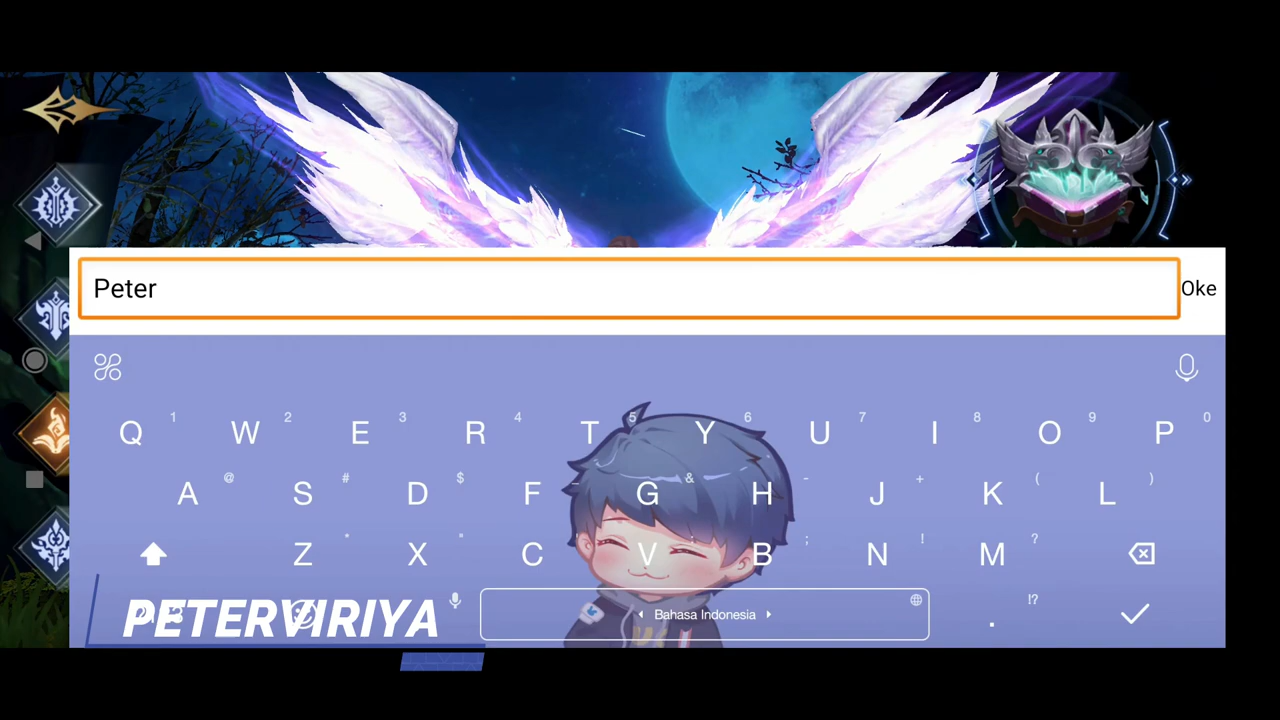 Peter
Oke
1 2 3 4 5 6 7 8 9 0
Q W E R T Y U I O P
@ # $ & - + ( )
A S D F G H J K L
* " : ; ! ?
Z X C V B N M
PETERVIRIYA
Bahasa Indonesia
!?
.